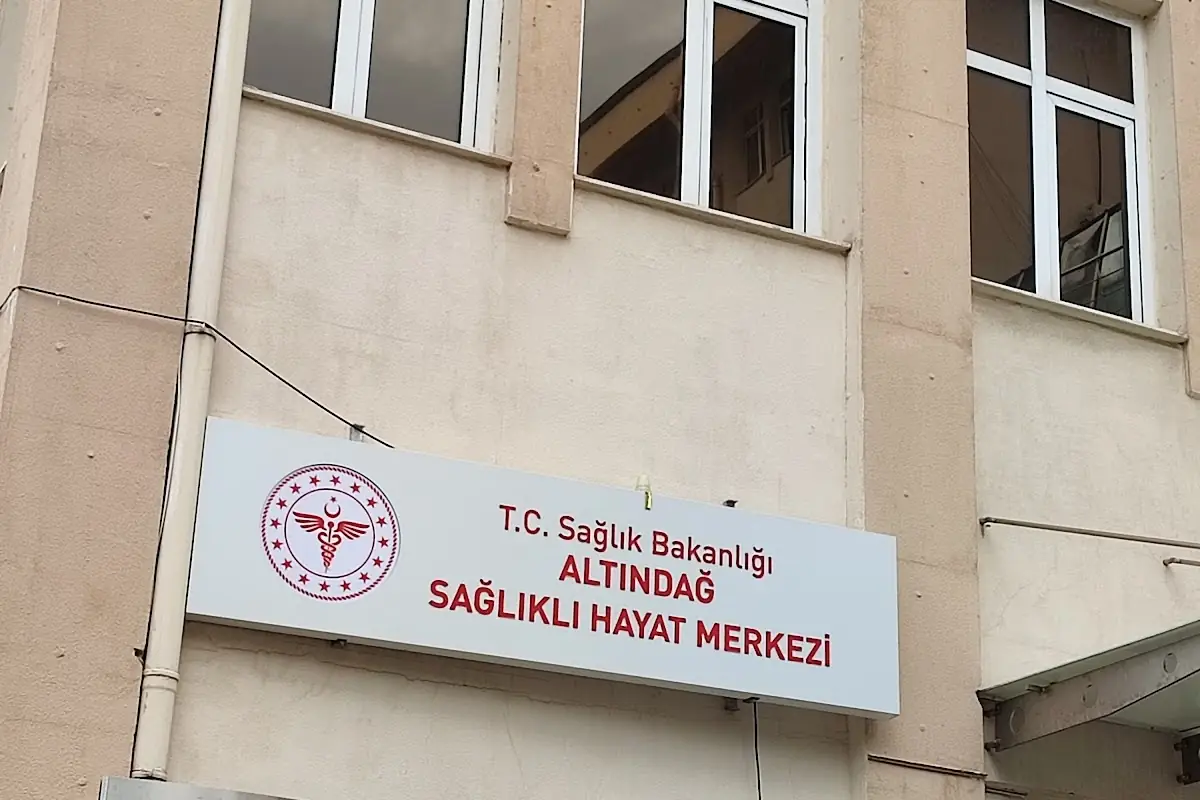 T.C. Sağlık Bakanlığı
ALTINDAĞ
SAĞLIKLI HAYAT MERKEZİ